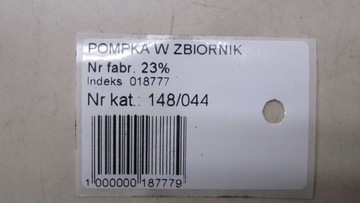 POMPKA W ZBIORNIK
Nr fabr. 23%
Indeks 018777
Nr kat.: 148/044
1 000000 187779